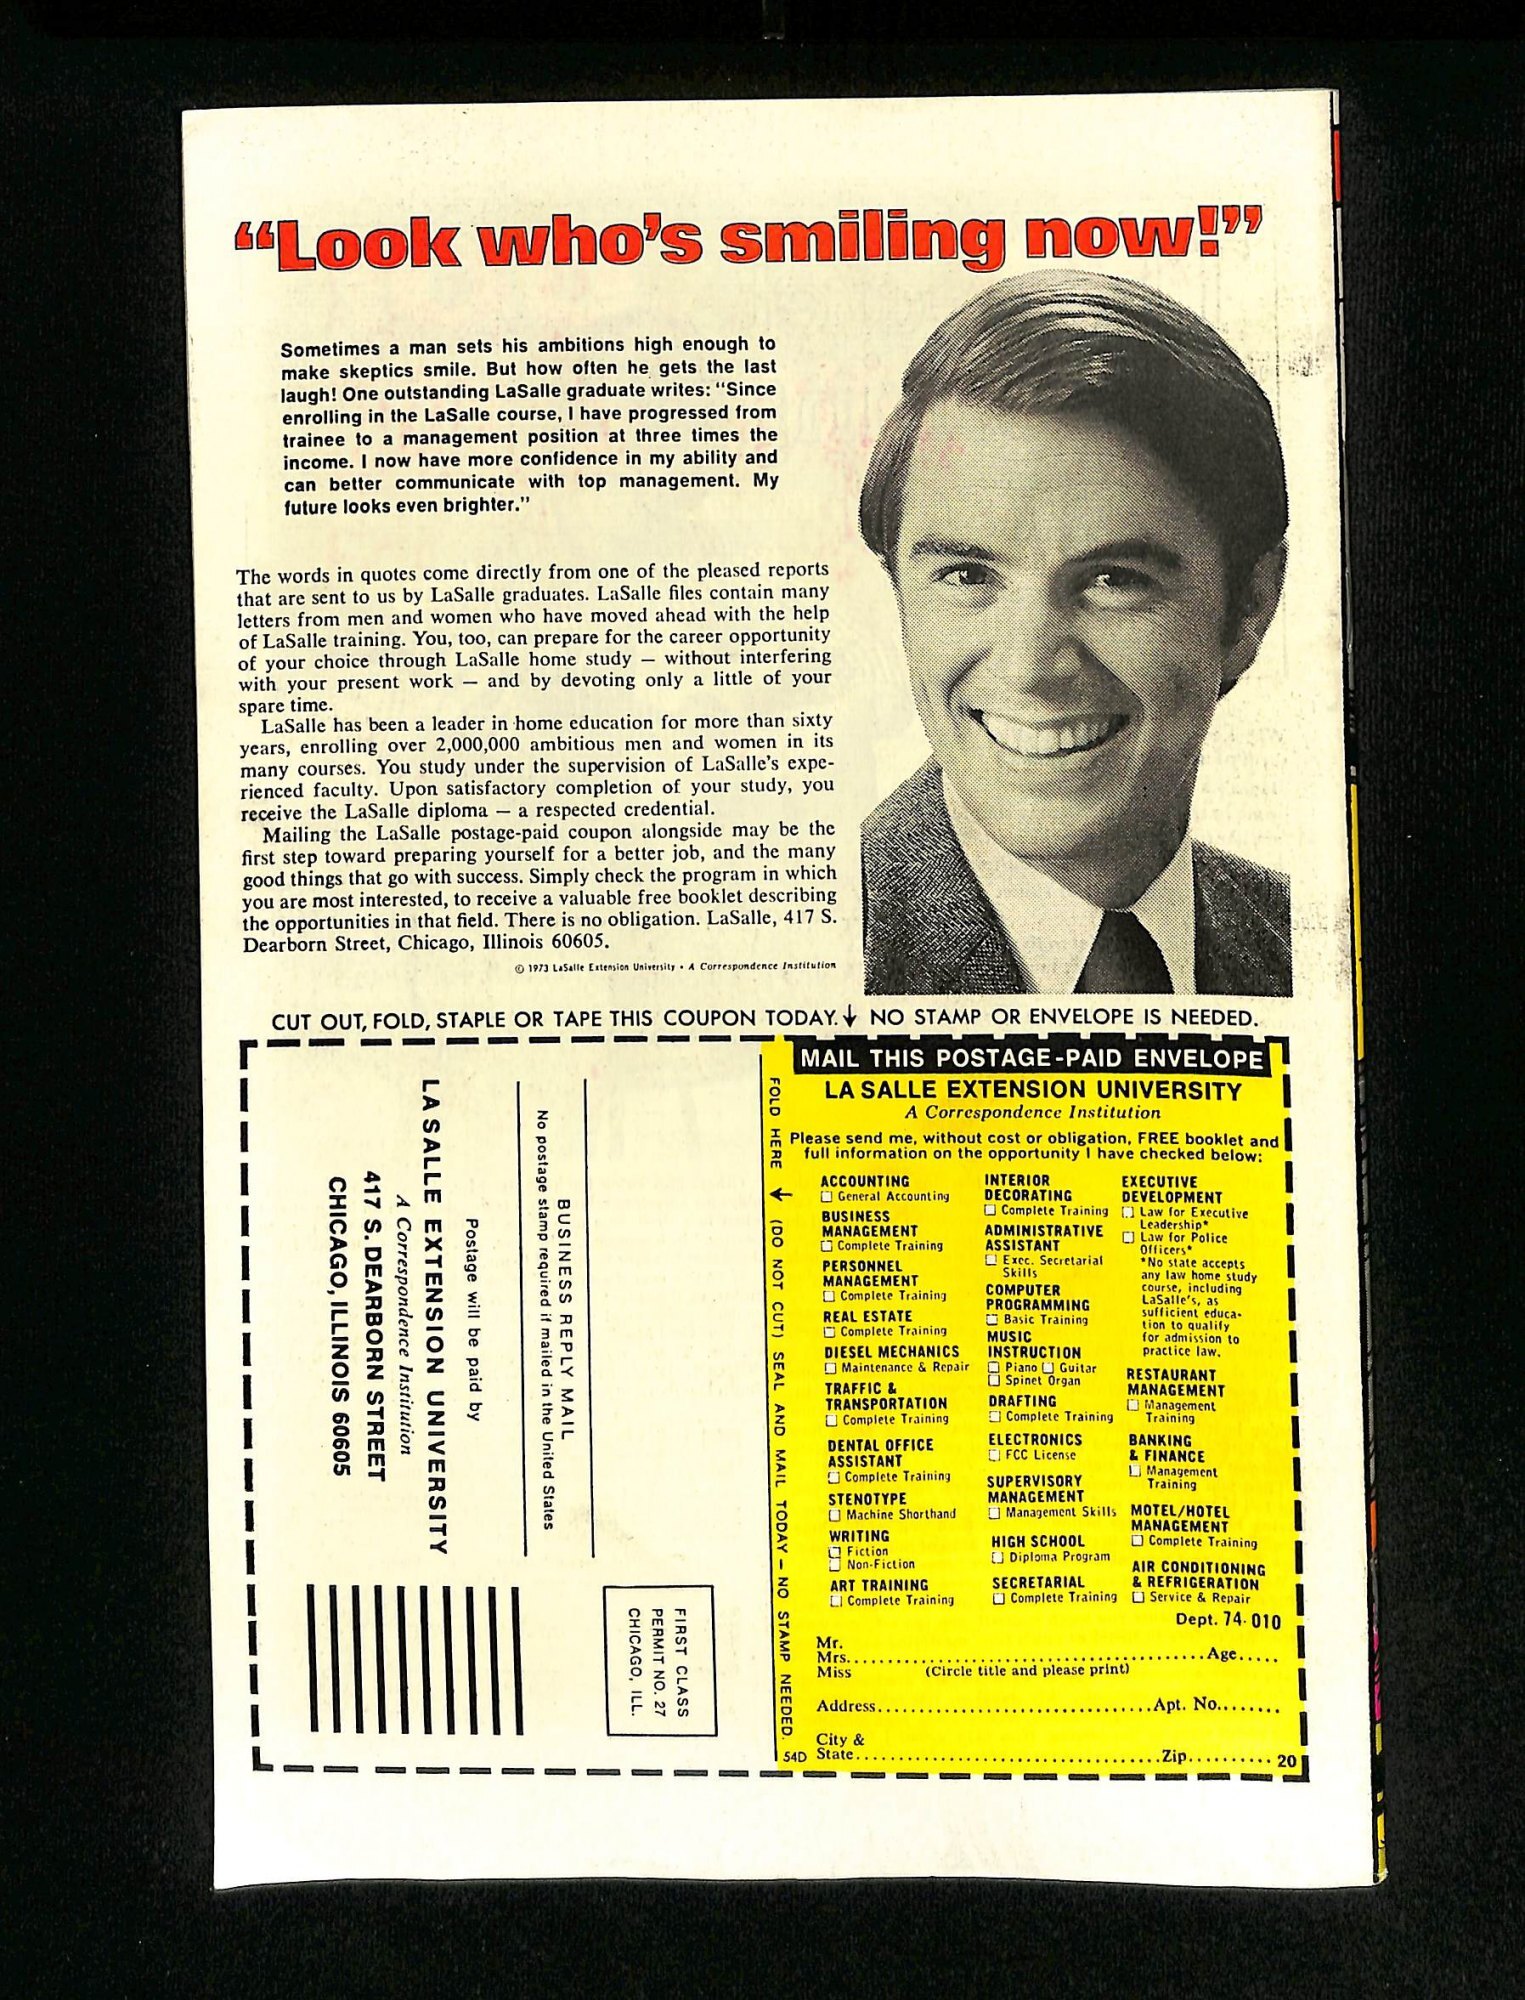 “Look who's smiling now!”
Sometimes a man sets his ambitions high enough to
make skeptics smile. But how often he gets the last
laugh! One outstanding LaSalle graduate writes: "Since
enrolling in the LaSalle course, I have progressed from
trainee to a management position at three times the
income. I now have more confidence in my ability and
can better communicate with top management. My
future looks even brighter."
The words in quotes come directly from one of the pleased reports
that are sent to us by LaSalle graduates. LaSalle files contain many
letters from men and women who have moved ahead with the help
of LaSalle training. You, too, can prepare for the career opportunity
of your choice through LaSalle home study — without interfering
with your present work — and by devoting only a little of your
spare time.
LaSalle has been a leader in home education for more than sixty
years, enrolling over 2,000,000 ambitious men and women in its
many courses. You study under the supervision of LaSalle's expe-
rienced faculty. Upon satisfactory completion of your study, you
receive the LaSalle diploma — a respected credential.
Mailing the LaSalle postage-paid coupon alongside may be the
first step toward preparing yourself for a better job, and the many
good things that go with success. Simply check the program in which
you are most interested, to receive a valuable free booklet describing
the opportunities in that field. There is no obligation. LaSalle, 417 S.
Dearborn Street, Chicago, Illinois 60605.
© 1973 LaSalle Extension University • A Correspondence Institution
CUT OUT, FOLD, STAPLE OR TAPE THIS COUPON TODAY.↓ NO STAMP OR ENVELOPE IS NEEDED.
FIRST CLASS
PERMIT NO. 27
CHICAGO, ILL.
BUSINESS REPLY MAIL
No postage stamp required if mailed in the United States
Postage will be paid by
LA SALLE EXTENSION UNIVERSITY
A Correspondence Institution
417 S. DEARBORN STREET
CHICAGO, ILLINOIS 60605
FOLD HERE ↓ (DO NOT CUT) SEAL AND MAIL TODAY – NO STAMP NEEDED.
MAIL THIS POSTAGE-PAID ENVELOPE
LA SALLE EXTENSION UNIVERSITY
A Correspondence Institution
Please send me, without cost or obligation, FREE booklet and
full information on the opportunity I have checked below:
ACCOUNTING
☐ General Accounting
BUSINESS
MANAGEMENT
☐ Complete Training
PERSONNEL
MANAGEMENT
☐ Complete Training
REAL ESTATE
☐ Complete Training
DIESEL MECHANICS
☐ Maintenance & Repair
TRAFFIC &
TRANSPORTATION
☐ Complete Training
DENTAL OFFICE
ASSISTANT
☐ Complete Training
STENOTYPE
☐ Machine Shorthand
WRITING
☐ Fiction
☐ Non-Fiction
ART TRAINING
☐ Complete Training
INTERIOR
DECORATING
☐ Complete Training
ADMINISTRATIVE
ASSISTANT
☐ Exec. Secretarial
Skills
COMPUTER
PROGRAMMING
☐ Basic Training
MUSIC
INSTRUCTION
☐ Piano ☐ Guitar
☐ Spinet Organ
DRAFTING
☐ Complete Training
ELECTRONICS
☐ FCC License
SUPERVISORY
MANAGEMENT
☐ Management Skills
HIGH SCHOOL
☐ Diploma Program
SECRETARIAL
☐ Complete Training
EXECUTIVE
DEVELOPMENT
☐ Law for Executive
Leadership*
☐ Law for Police
Officers*
*No state accepts
any law home study
course, including
LaSalle's, as
sufficient educa-
tion to qualify
for admission to
practice law.
RESTAURANT
MANAGEMENT
☐ Management
Training
BANKING
& FINANCE
☐ Management
Training
MOTEL/HOTEL
MANAGEMENT
☐ Complete Training
AIR CONDITIONING
& REFRIGERATION
☐ Service & Repair
Dept. 74-010
Mr.
Mrs.......................................Age.....
Miss (Circle title and please print)
Address..............................Apt. No........
City &
State..................................Zip.......... 20
54D